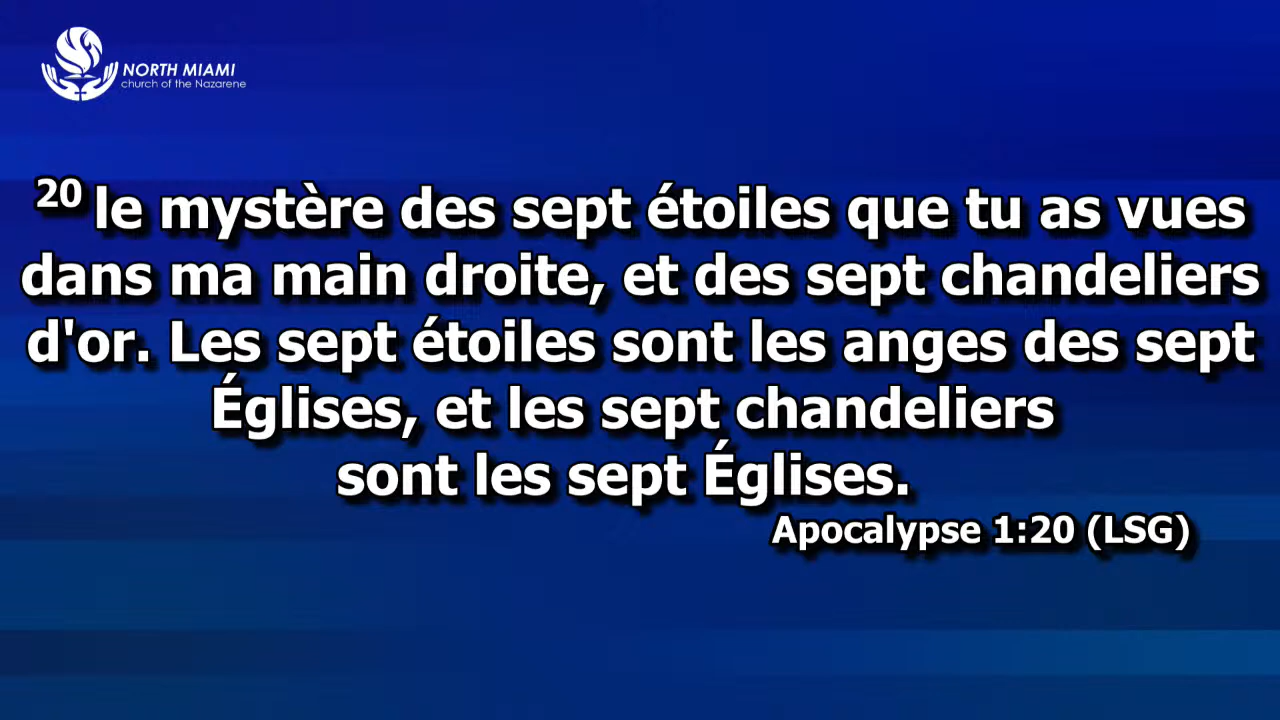 NORTH MIAMI
church of the Nazarene
20 le mystère des sept étoiles que tu as vues
dans ma main droite, et des sept chandeliers
d'or. Les sept étoiles sont les anges des sept
Églises, et les sept chandeliers
sont les sept Églises.
Apocalypse 1:20 (LSG)